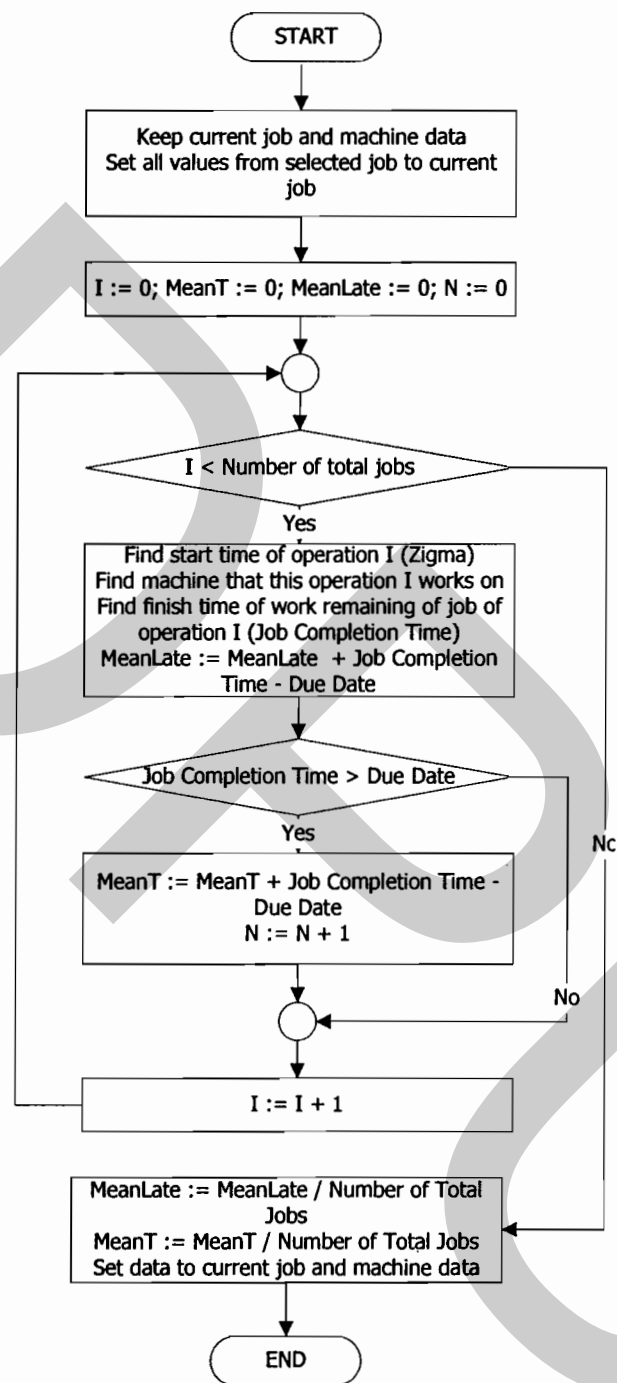 START
Keep current job and machine data
Set all values from selected job to current
job
I := 0; MeanT := 0; MeanLate := 0; N := 0
I < Number of total jobs
Yes
Find start time of operation I (Zigma)
Find machine that this operation I works on
Find finish time of work remaining of job of
operation I (Job Completion Time)
MeanLate := MeanLate + Job Completion
Time - Due Date
Job Completion Time > Due Date
Yes
No
MeanT := MeanT + Job Completion Time -
Due Date
N := N + 1
No
I := I + 1
MeanLate := MeanLate / Number of Total
Jobs
MeanT := MeanT / Number of Total Jobs
Set data to current job and machine data
END